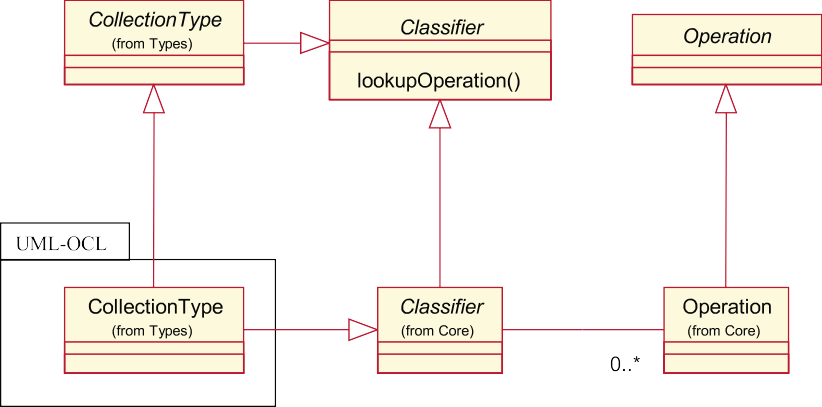 CollectionType
(from Types)
Classifier
lookupOperation()
Operation
UML-OCL
CollectionType
(from Types)
Classifier
(from Core)
Operation
(from Core)
0..*